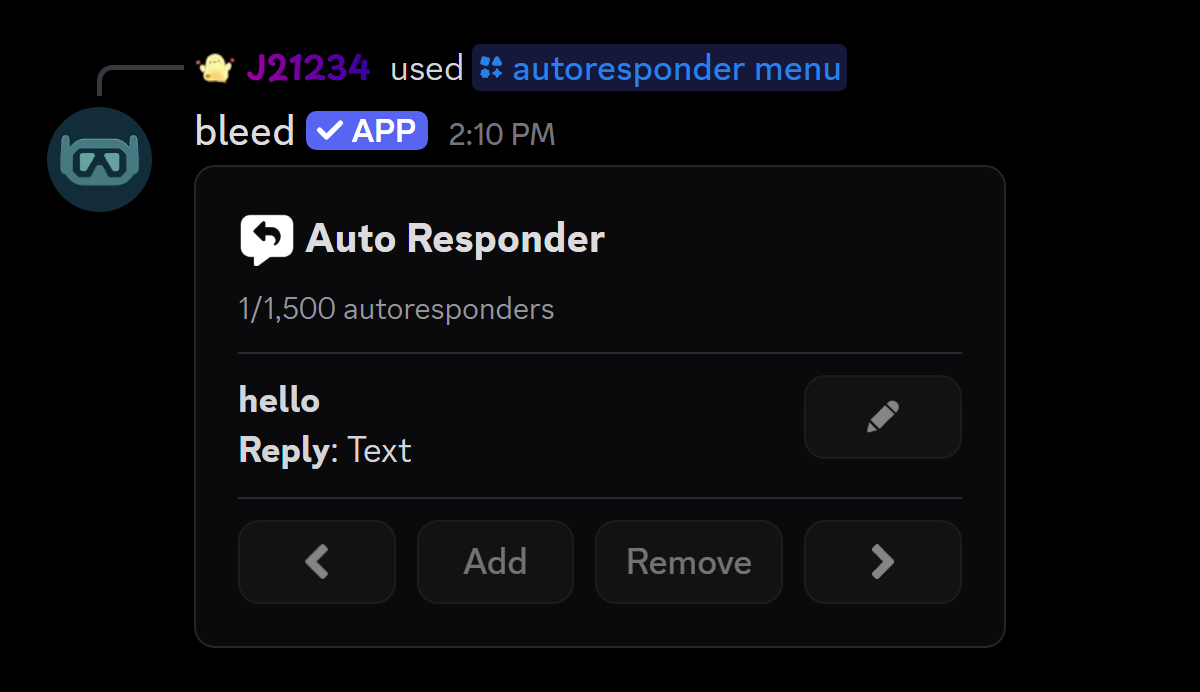 J21234 used autoresponder menu
bleed APP 2:10 PM
Auto Responder
1/1,500 autoresponders
hello
Reply: Text
Add Remove